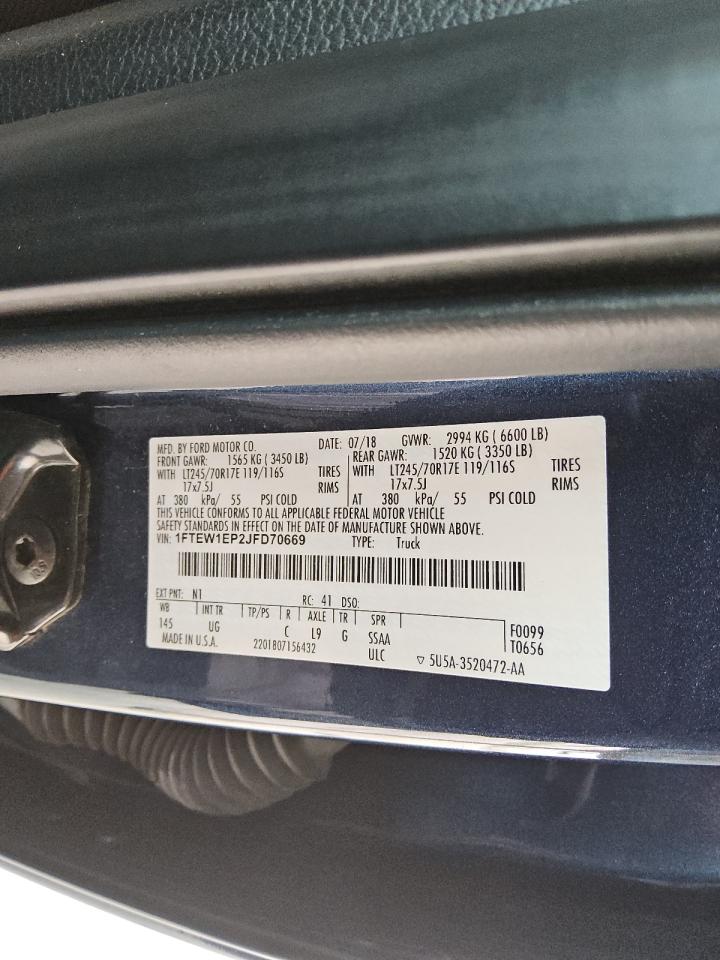 MFD. BY FORD MOTOR CO. DATE: 07/18 GVWR: 2994 KG ( 6600 LB)
FRONT GAWR: 1565 KG ( 3450 LB) REAR GAWR: 1520 KG ( 3350 LB)
WITH LT245/70R17E 119/116S TIRES WITH LT245/70R17E 119/116S TIRES
17x7.5J RIMS 17x7.5J RIMS
AT 380 kPa/ 55 PSI COLD AT 380 kPa/ 55 PSI COLD
THIS VEHICLE CONFORMS TO ALL APPLICABLE FEDERAL MOTOR VEHICLE
SAFETY STANDARDS IN EFFECT ON THE DATE OF MANUFACTURE SHOWN ABOVE.
VIN: 1FTEW1EP2JFD70669 TYPE: Truck
EXT PNT: N1 RC: 41 DSO:
WB INT TR TP/PS R AXLE TR SPR F0099
145 UG C L9 G SSAA T0656
MADE IN U.S.A. 2201807156432 ULC ▽ 5U5A-3520472-AA